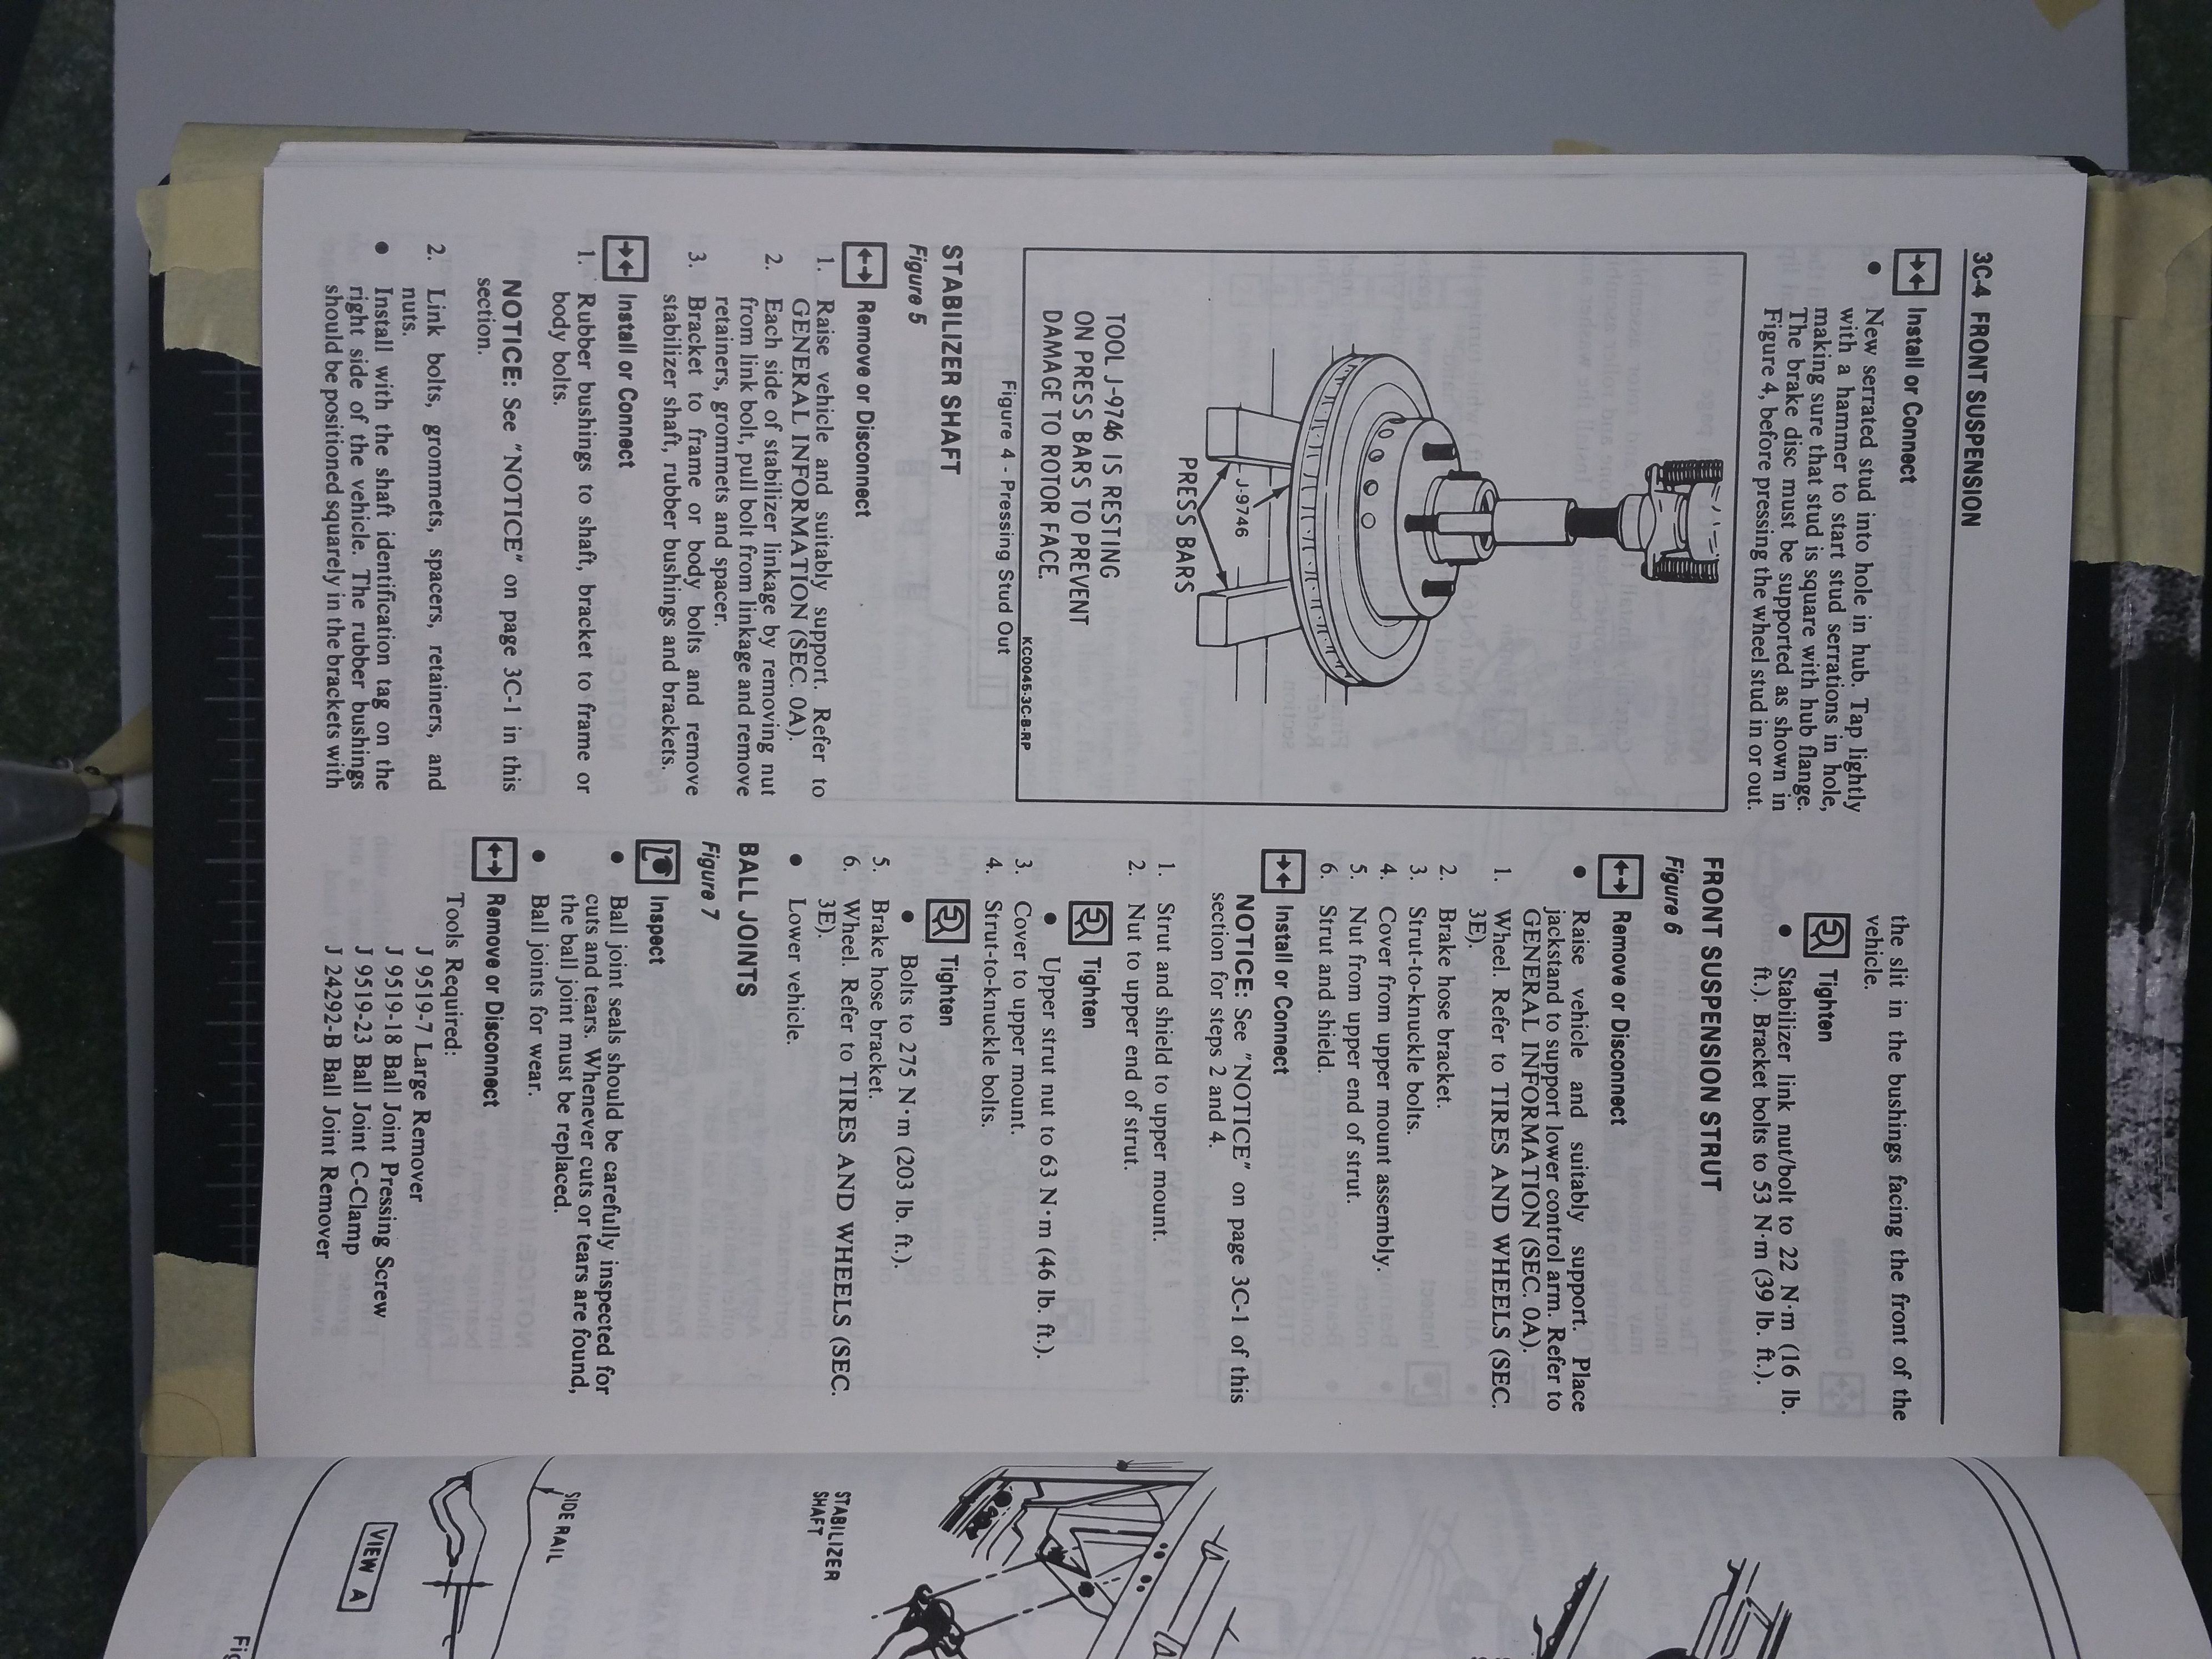 3C-4 FRONT SUSPENSION
Install or Connect
• New serrated stud into hole in hub. Tap lightly
with a hammer to start stud serrations in hole,
making sure that stud is square with hub flange.
The brake disc must be supported as shown in
Figure 4, before pressing the wheel stud in or out.
J-9746
PRESS BARS
TOOL J-9746 IS RESTING
ON PRESS BARS TO PREVENT
DAMAGE TO ROTOR FACE.
KC0045-3C-B-RP
Figure 4 - Pressing Stud Out
STABILIZER SHAFT
Figure 5
Remove or Disconnect
1. Raise vehicle and suitably support. Refer to
GENERAL INFORMATION (SEC. 0A).
2. Each side of stabilizer linkage by removing nut
from link bolt, pull bolt from linkage and remove
retainers, grommets and spacer.
3. Bracket to frame or body bolts and remove
stabilizer shaft, rubber bushings and brackets.
Install or Connect
1. Rubber bushings to shaft, bracket to frame or
body bolts.
NOTICE: See "NOTICE" on page 3C-1 in this
section.
2. Link bolts, grommets, spacers, retainers, and
nuts.
• Install with the shaft identification tag on the
right side of the vehicle. The rubber bushings
should be positioned squarely in the brackets with
the slit in the bushings facing the front of the
vehicle.
Tighten
• Stabilizer link nut/bolt to 22 N·m (16 lb.
ft.). Bracket bolts to 53 N·m (39 lb. ft.).
FRONT SUSPENSION STRUT
Figure 6
Remove or Disconnect
• Raise vehicle and suitably support. Place
jackstand to support lower control arm. Refer to
GENERAL INFORMATION (SEC. 0A).
1. Wheel. Refer to TIRES AND WHEELS (SEC.
3E).
2. Brake hose bracket.
3. Strut-to-knuckle bolts.
4. Cover from upper mount assembly.
5. Nut from upper end of strut.
6. Strut and shield.
Install or Connect
NOTICE: See "NOTICE" on page 3C-1 of this
section for steps 2 and 4.
1. Strut and shield to upper mount.
2. Nut to upper end of strut.
Tighten
• Upper strut nut to 63 N·m (46 lb. ft.).
3. Cover to upper mount.
4. Strut-to-knuckle bolts.
Tighten
• Bolts to 275 N·m (203 lb. ft.).
5. Brake hose bracket.
6. Wheel. Refer to TIRES AND WHEELS (SEC.
3E).
• Lower vehicle.
BALL JOINTS
Figure 7
Inspect
• Ball joint seals should be carefully inspected for
cuts and tears. Whenever cuts or tears are found,
the ball joint must be replaced.
• Ball joints for wear.
Remove or Disconnect
Tools Required:
J 9519-7 Large Remover
J 9519-18 Ball Joint Pressing Screw
J 9519-23 Ball Joint C-Clamp
J 24292-B Ball Joint Remover
STABILIZER
SHAFT
SIDE RAIL
VIEW A